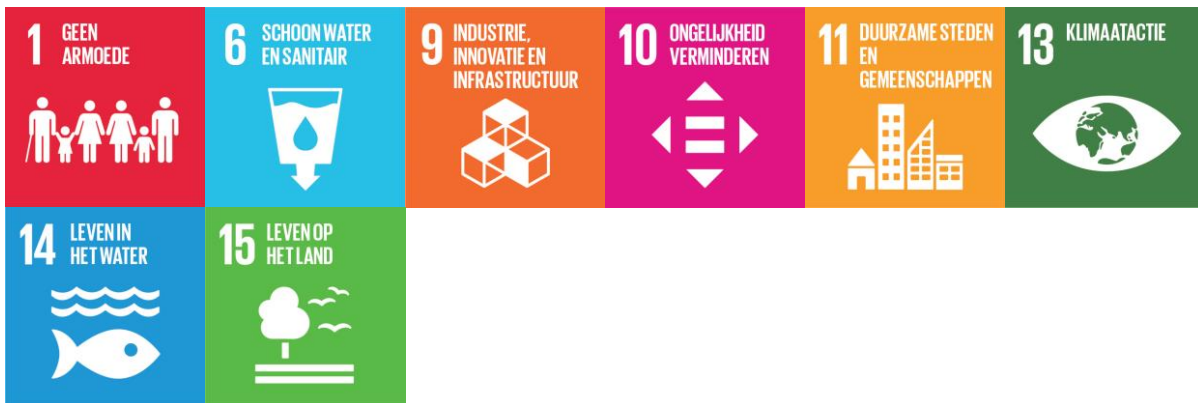 1 GEEN
ARMOEDE
6 SCHOON WATER
EN SANITAIR
9 INDUSTRIE,
INNOVATIE EN
INFRASTRUCTUUR
10 ONGELIJKHEID
VERMINDEREN
11 DUURZAME STEDEN
EN
GEMEENSCHAPPEN
13 KLIMAATACTIE
14 LEVEN IN
HET WATER
15 LEVEN OP
HET LAND